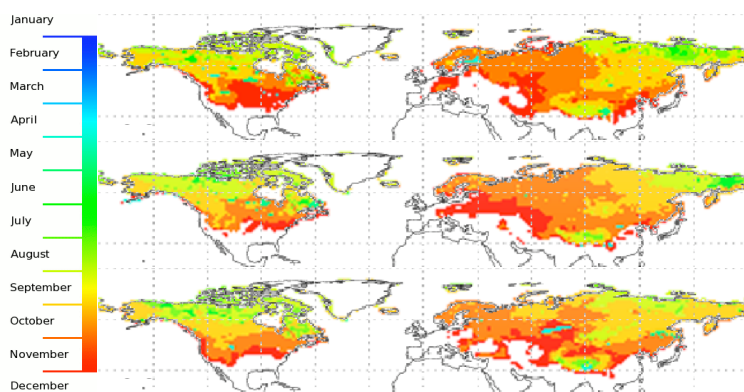 January
February
March
April
May
June
July
August
September
October
November
December